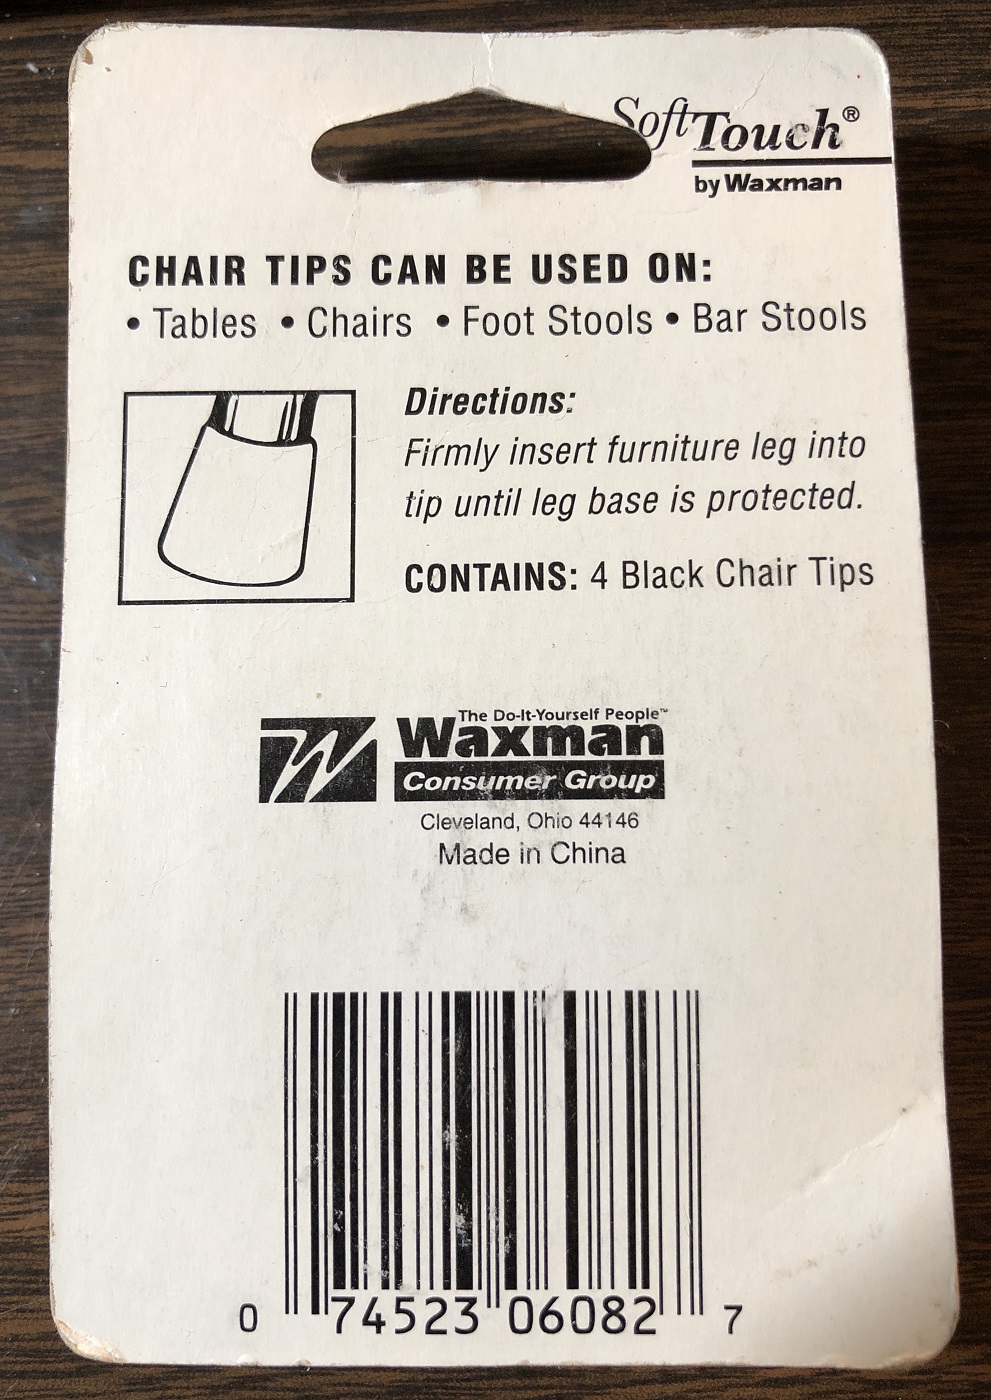 SoftTouch®
by Waxman
CHAIR TIPS CAN BE USED ON:
• Tables • Chairs • Foot Stools • Bar Stools
Directions:
Firmly insert furniture leg into
tip until leg base is protected.
CONTAINS: 4 Black Chair Tips
The Do-It-Yourself People™
Waxman
Consumer Group
Cleveland, Ohio 44146
Made in China
0 74523 06082 7